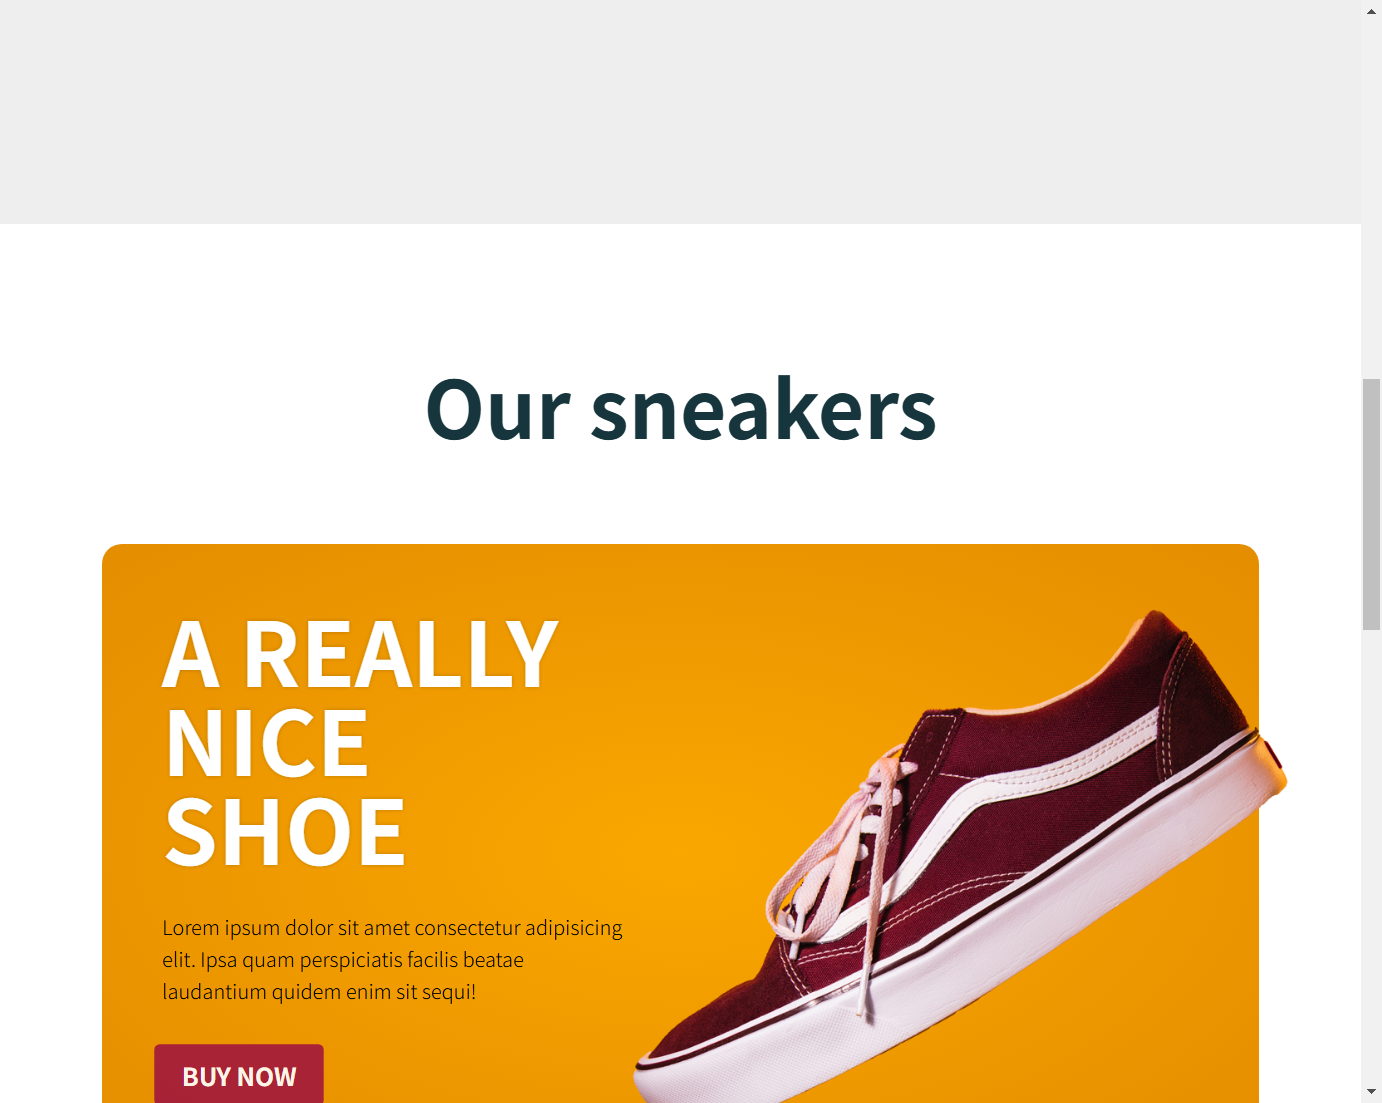 Our sneakers
A REALLY
NICE
SHOE
Lorem ipsum dolor sit amet consectetur adipisicing
elit. Ipsa quam perspiciatis facilis beatae
laudantium quidem enim sit sequi!
BUY NOW